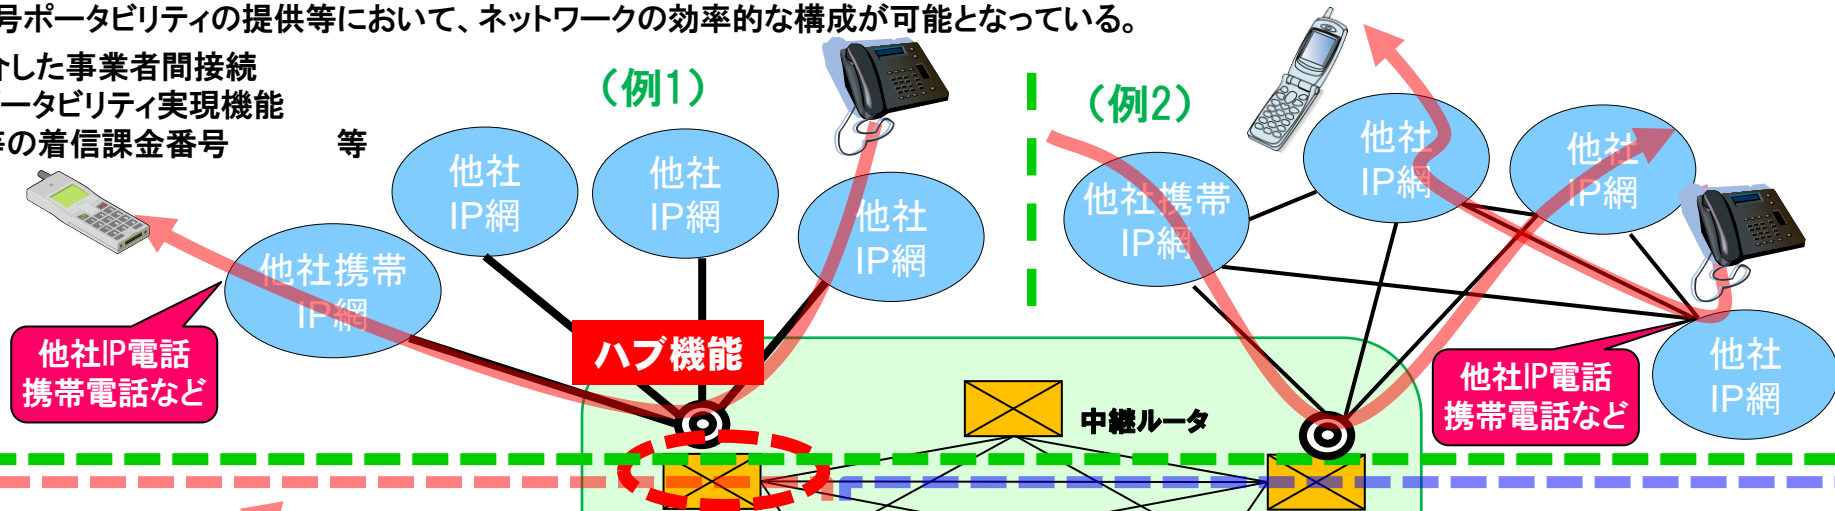 号ポータビリティの提供等において、ネットワークの効率的な構成が可能となっている。
介した事業者間接続
ポータビリティ実現機能
等の着信課金番号　　　等
（例1）
（例2）
他社
IP網
他社
IP網
他社
IP網
他社携帯
IP網
他社IP電話
携帯電話など
ハブ機能
他社携帯
IP網
他社
IP網
他社
IP網
他社
IP網
他社IP電話
携帯電話など
中継ルータ